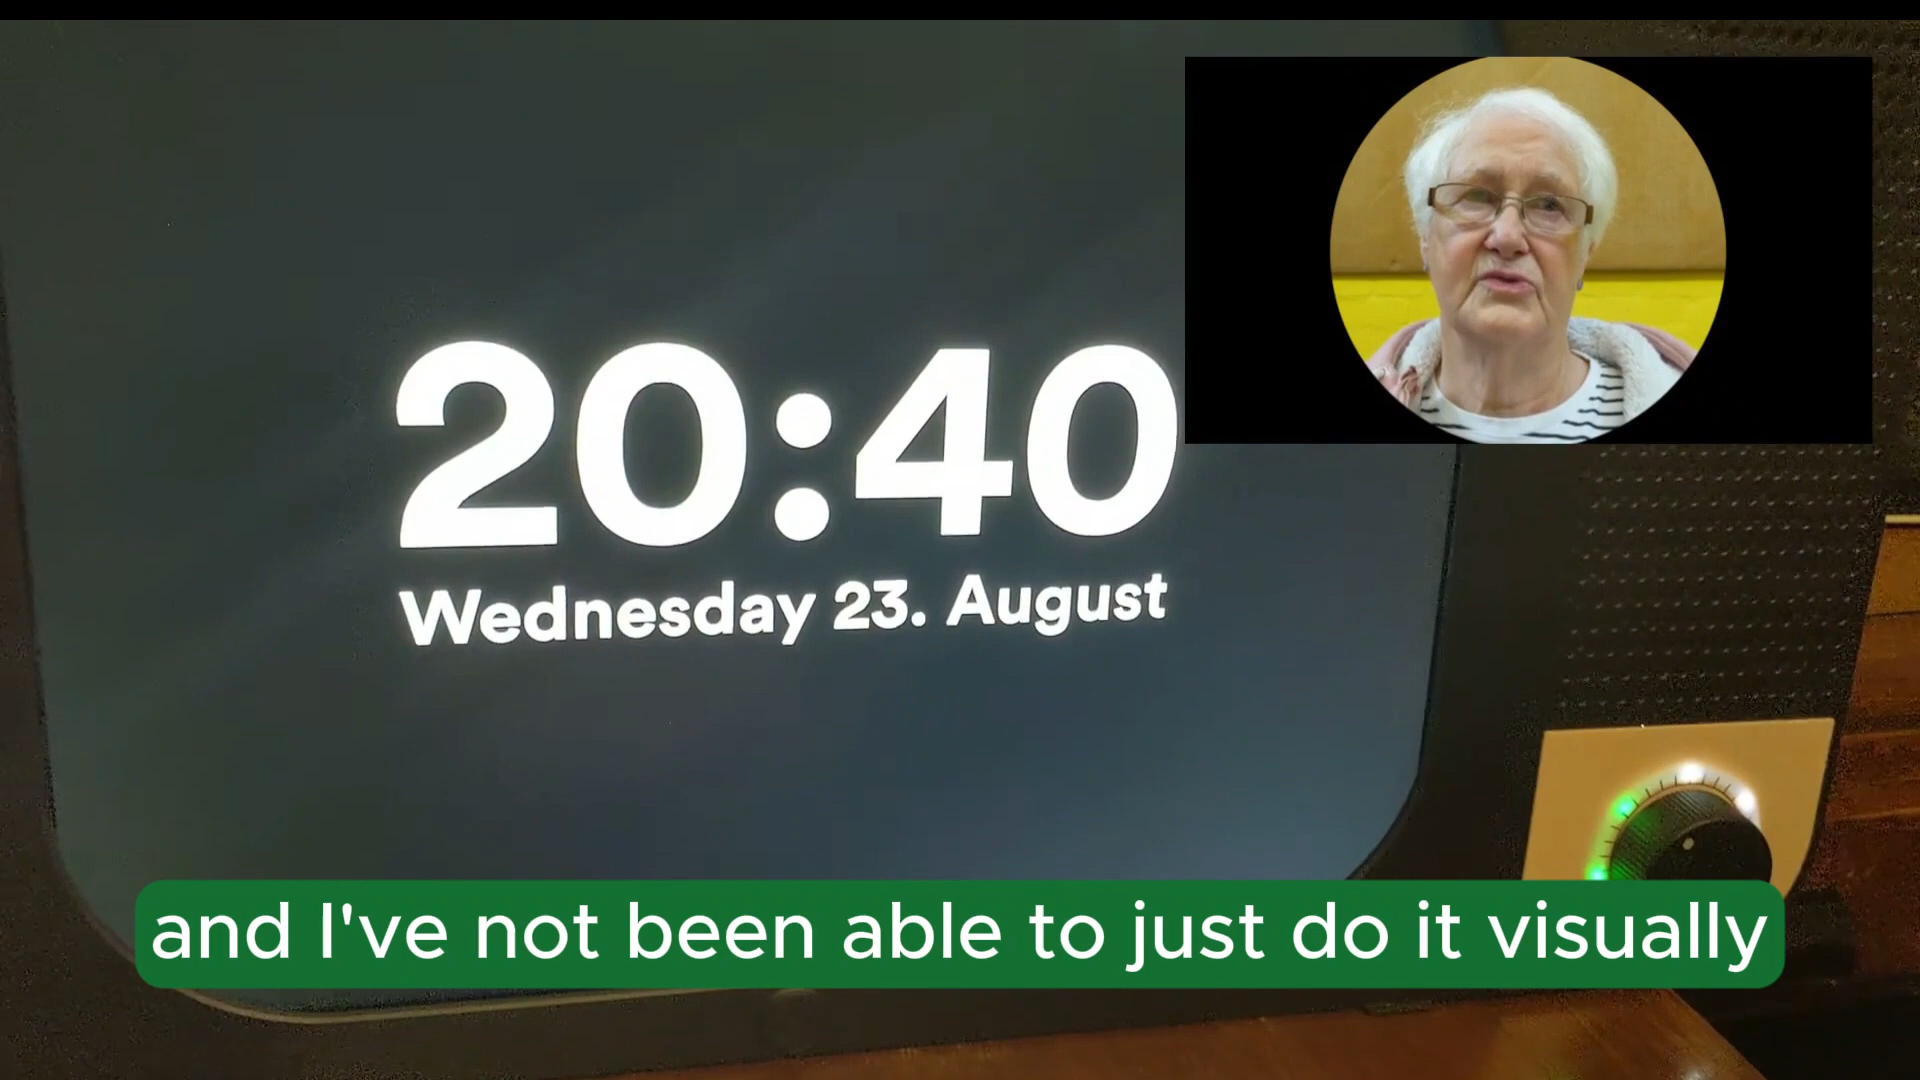 20:40
Wednesday 23. August
and I've not been able to just do it visually